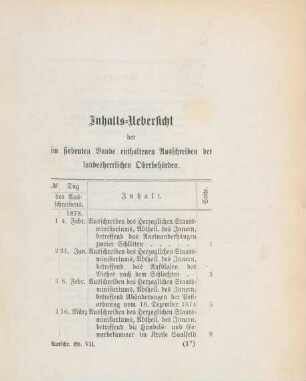 Inhalts-Uebersicht
der
im siebenten Bande enthaltenen Ausschreiben der
landesherrlichen Oberbehörden.
№ Tag
des Aus-
schreibens.
Inhalt.
Seite.
1878.
1 4. Febr. Ausschreiben des Herzoglichen Staats-
ministeriums, Abtheil. des Innern,
betreffend das Aneinanderhängen
zweier Schlitten . . . 1
2 31. Jan. Ausschreiben des Herzoglichen Staats-
ministeriums, Abtheil. des Innern,
betreffend das Aufblasen des
Viehes nach dem Schlachten . 3
3 8. Febr. Ausschreiben des Herzoglichen Staats-
ministeriums, Abtheil. des Innern,
betreffend Abänderungen der Post-
ordnung vom 18. Dezember 1874 5
4 16. März Ausschreiben des Herzoglichen Staats-
ministeriums, Abtheil. des Innern,
betreffend die Handels- und Ge-
werbekammer im Kreise Saalfeld 9
Ausschr. Bd. VII. (1*)